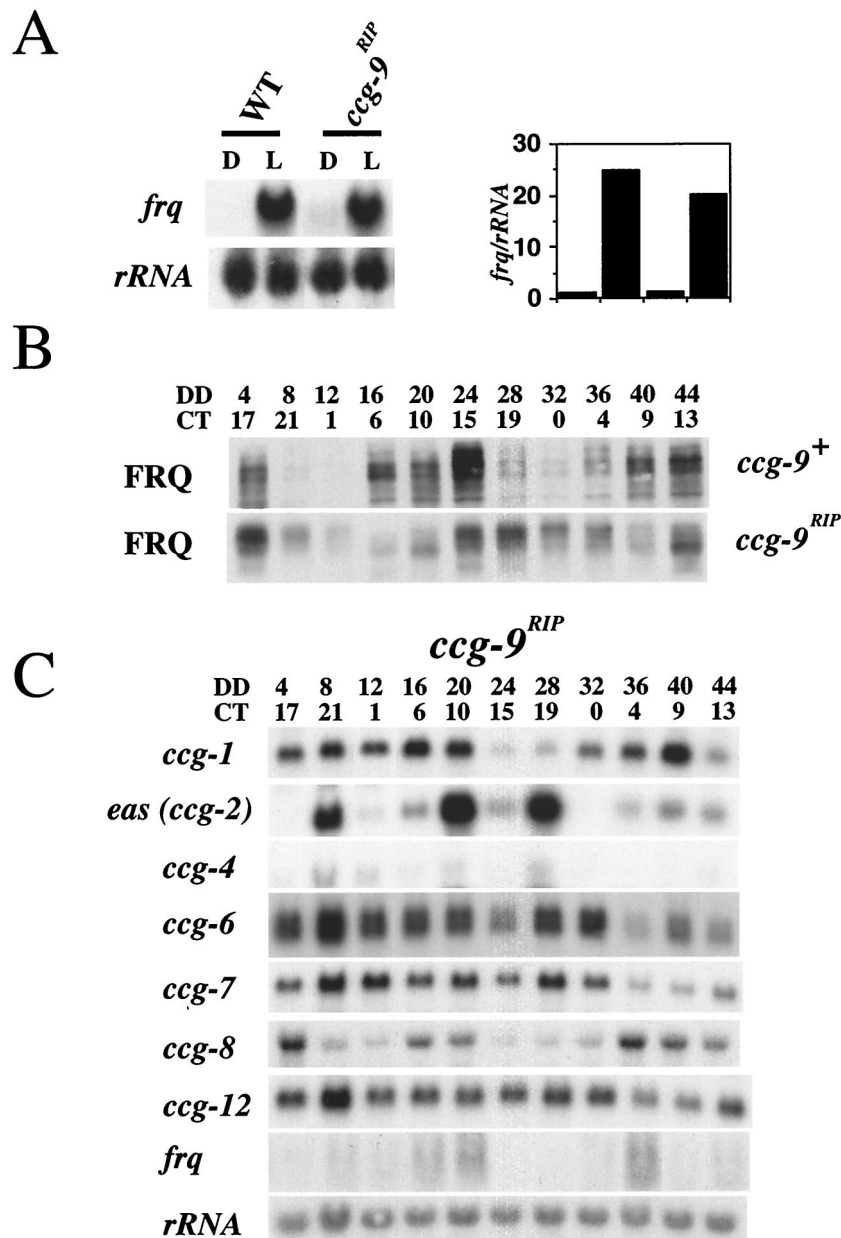 A
WT ccg-9 RIP
D L D L
frq
rRNA
frq/rRNA
30
20
10
0
B
DD 4 8 12 16 20 24 28 32 36 40 44
CT 17 21 1 6 10 15 19 0 4 9 13
FRQ ccg-9 +
FRQ ccg-9 RIP
C
ccg-9 RIP
DD 4 8 12 16 20 24 28 32 36 40 44
CT 17 21 1 6 10 15 19 0 4 9 13
ccg-1
eas (ccg-2)
ccg-4
ccg-6
ccg-7
ccg-8
ccg-12
frq
rRNA